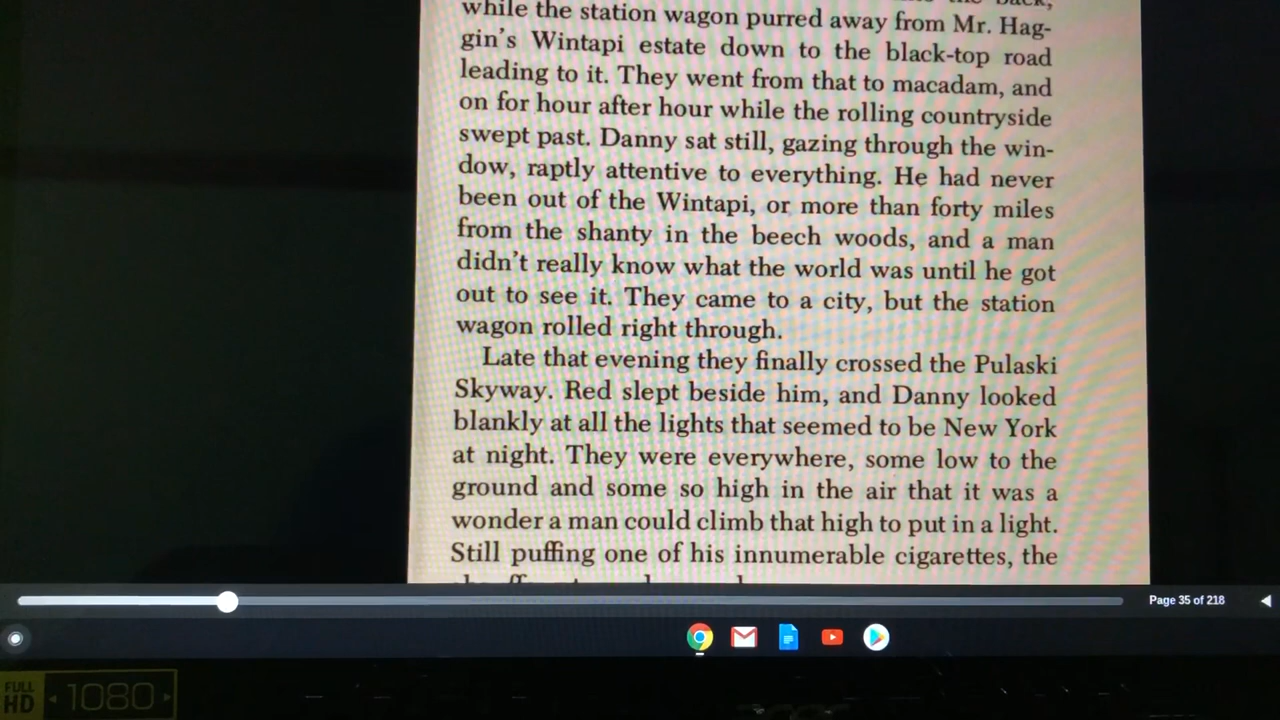 while the station wagon purred away from Mr. Hag-
gin's Wintapi estate down to the black-top road
leading to it. They went from that to macadam, and
on for hour after hour while the rolling countryside
swept past. Danny sat still, gazing through the win-
dow, raptly attentive to everything. He had never
been out of the Wintapi, or more than forty miles
from the shanty in the beech woods, and a man
didn't really know what the world was until he got
out to see it. They came to a city, but the station
wagon rolled right through.
Late that evening they finally crossed the Pulaski
Skyway. Red slept beside him, and Danny looked
blankly at all the lights that seemed to be New York
at night. They were everywhere, some low to the
ground and some so high in the air that it was a
wonder a man could climb that high to put in a light.
Still puffing one of his innumerable cigarettes, the
Page 35 of 218
FULL HD 1080